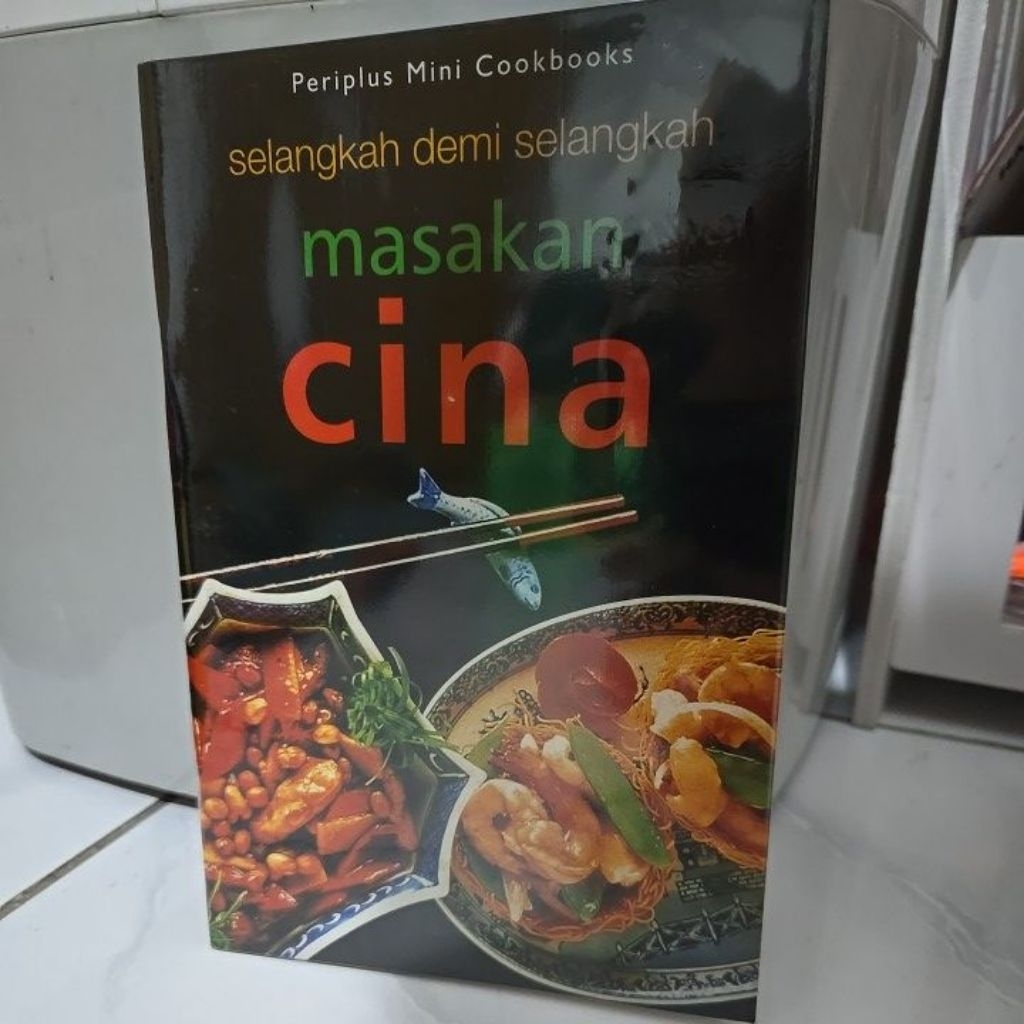 Periplus Mini Cookbooks
selangkah demi selangkah
masakan
cina